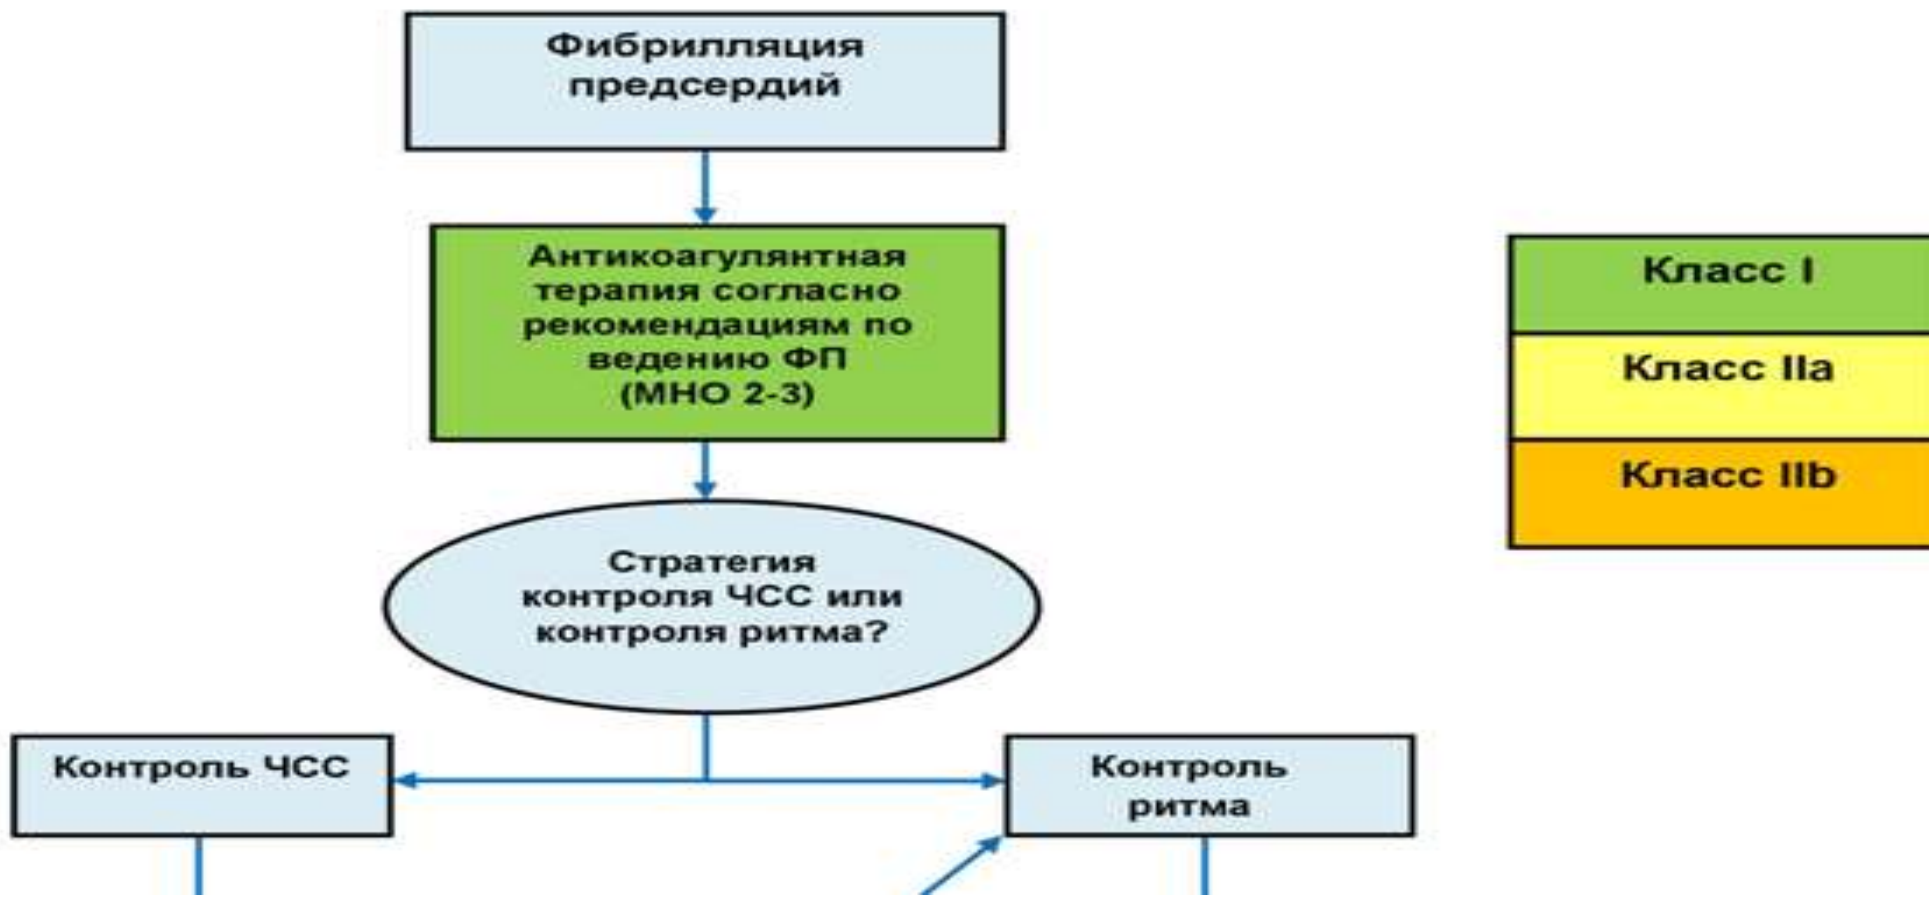 Фибрилляция
предсердий
Антикоагулянтная
терапия согласно
рекомендациям по
ведению ФП
(МНО 2-3)
Класс I
Класс IIa
Класс IIb
Стратегия
контроля ЧСС или
контроля ритма?
Контроль ЧСС
Контроль
ритма